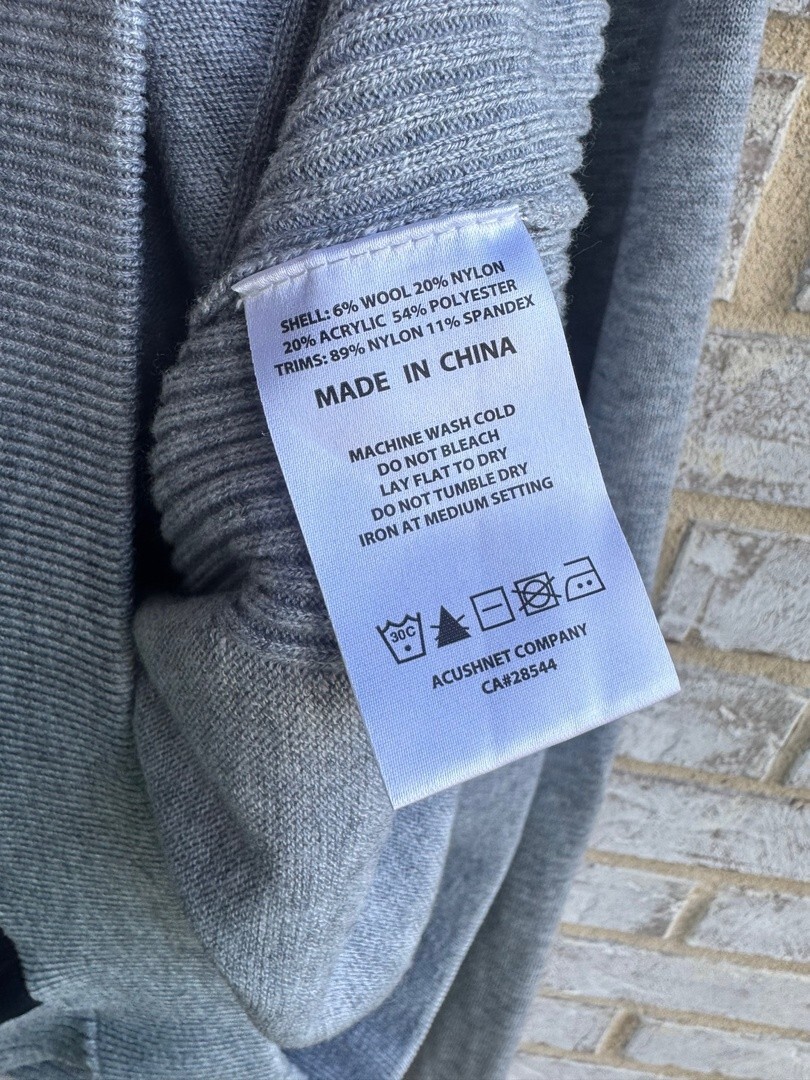 SHELL: 6% WOOL 20% NYLON
20% ACRYLIC 54% POLYESTER
TRIMS: 89% NYLON 11% SPANDEX
MADE IN CHINA
MACHINE WASH COLD
DO NOT BLEACH
LAY FLAT TO DRY
DO NOT TUMBLE DRY
IRON AT MEDIUM SETTING
30C
ACUSHNET COMPANY
CA#28544